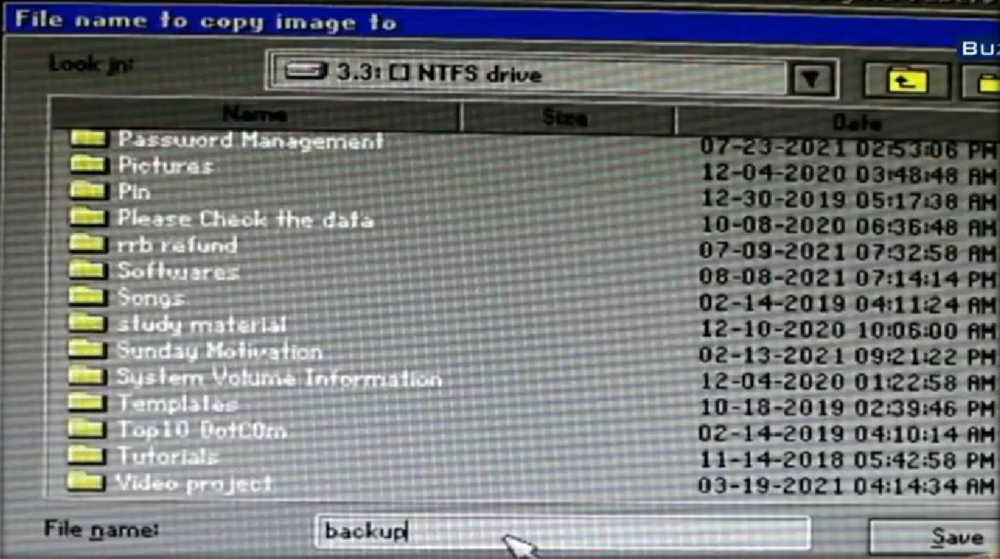 File name to copy image to
Look in: 3.3: [] NTFS drive
Name Size Date
Password Management 07-23-2021 02:53:06 PM
Pictures 12-04-2020 03:48:48 AM
Pin 12-30-2019 05:17:38 AM
Please Check the data 10-08-2020 06:36:48 AM
rrb refund 07-09-2021 07:32:58 AM
Softwares 08-08-2021 07:14:14 PM
Songs 02-14-2019 04:11:24 AM
study material 12-10-2020 10:06:00 AM
Sunday Motivation 02-13-2021 09:21:22 PM
System Volume Information 12-04-2020 01:22:58 AM
Templates 10-18-2019 02:39:46 PM
Top10 DotC0m 02-14-2019 04:10:14 AM
Tutorials 11-14-2018 05:42:58 PM
Video project 03-19-2021 04:14:34 AM
File name: backup Save